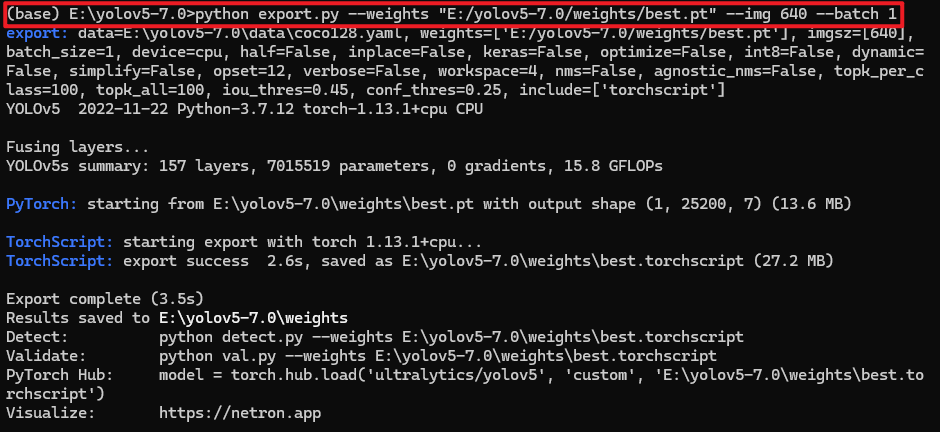 (base) E:\yolov5-7.0>python export.py --weights "E:/yolov5-7.0/weights/best.pt" --img 640 --batch 1
export: data=E:\yolov5-7.0\data\coco128.yaml, weights=['E:/yolov5-7.0/weights/best.pt'], imgsz=[640],
batch_size=1, device=cpu, half=False, inplace=False, keras=False, optimize=False, int8=False, dynamic=
False, simplify=False, opset=12, verbose=False, workspace=4, nms=False, agnostic_nms=False, topk_per_c
lass=100, topk_all=100, iou_thres=0.45, conf_thres=0.25, include=['torchscript']
YOLOv5  2022-11-22 Python-3.7.12 torch-1.13.1+cpu CPU
Fusing layers...
YOLOv5s summary: 157 layers, 7015519 parameters, 0 gradients, 15.8 GFLOPs
PyTorch: starting from E:\yolov5-7.0\weights\best.pt with output shape (1, 25200, 7) (13.6 MB)
TorchScript: starting export with torch 1.13.1+cpu...
TorchScript: export success  2.6s, saved as E:\yolov5-7.0\weights\best.torchscript (27.2 MB)
Export complete (3.5s)
Results saved to E:\yolov5-7.0\weights
Detect:          python detect.py --weights E:\yolov5-7.0\weights\best.torchscript
Validate:        python val.py --weights E:\yolov5-7.0\weights\best.torchscript
PyTorch Hub:     model = torch.hub.load('ultralytics/yolov5', 'custom', 'E:\yolov5-7.0\weights\best.to
rchscript')
Visualize:       https://netron.app